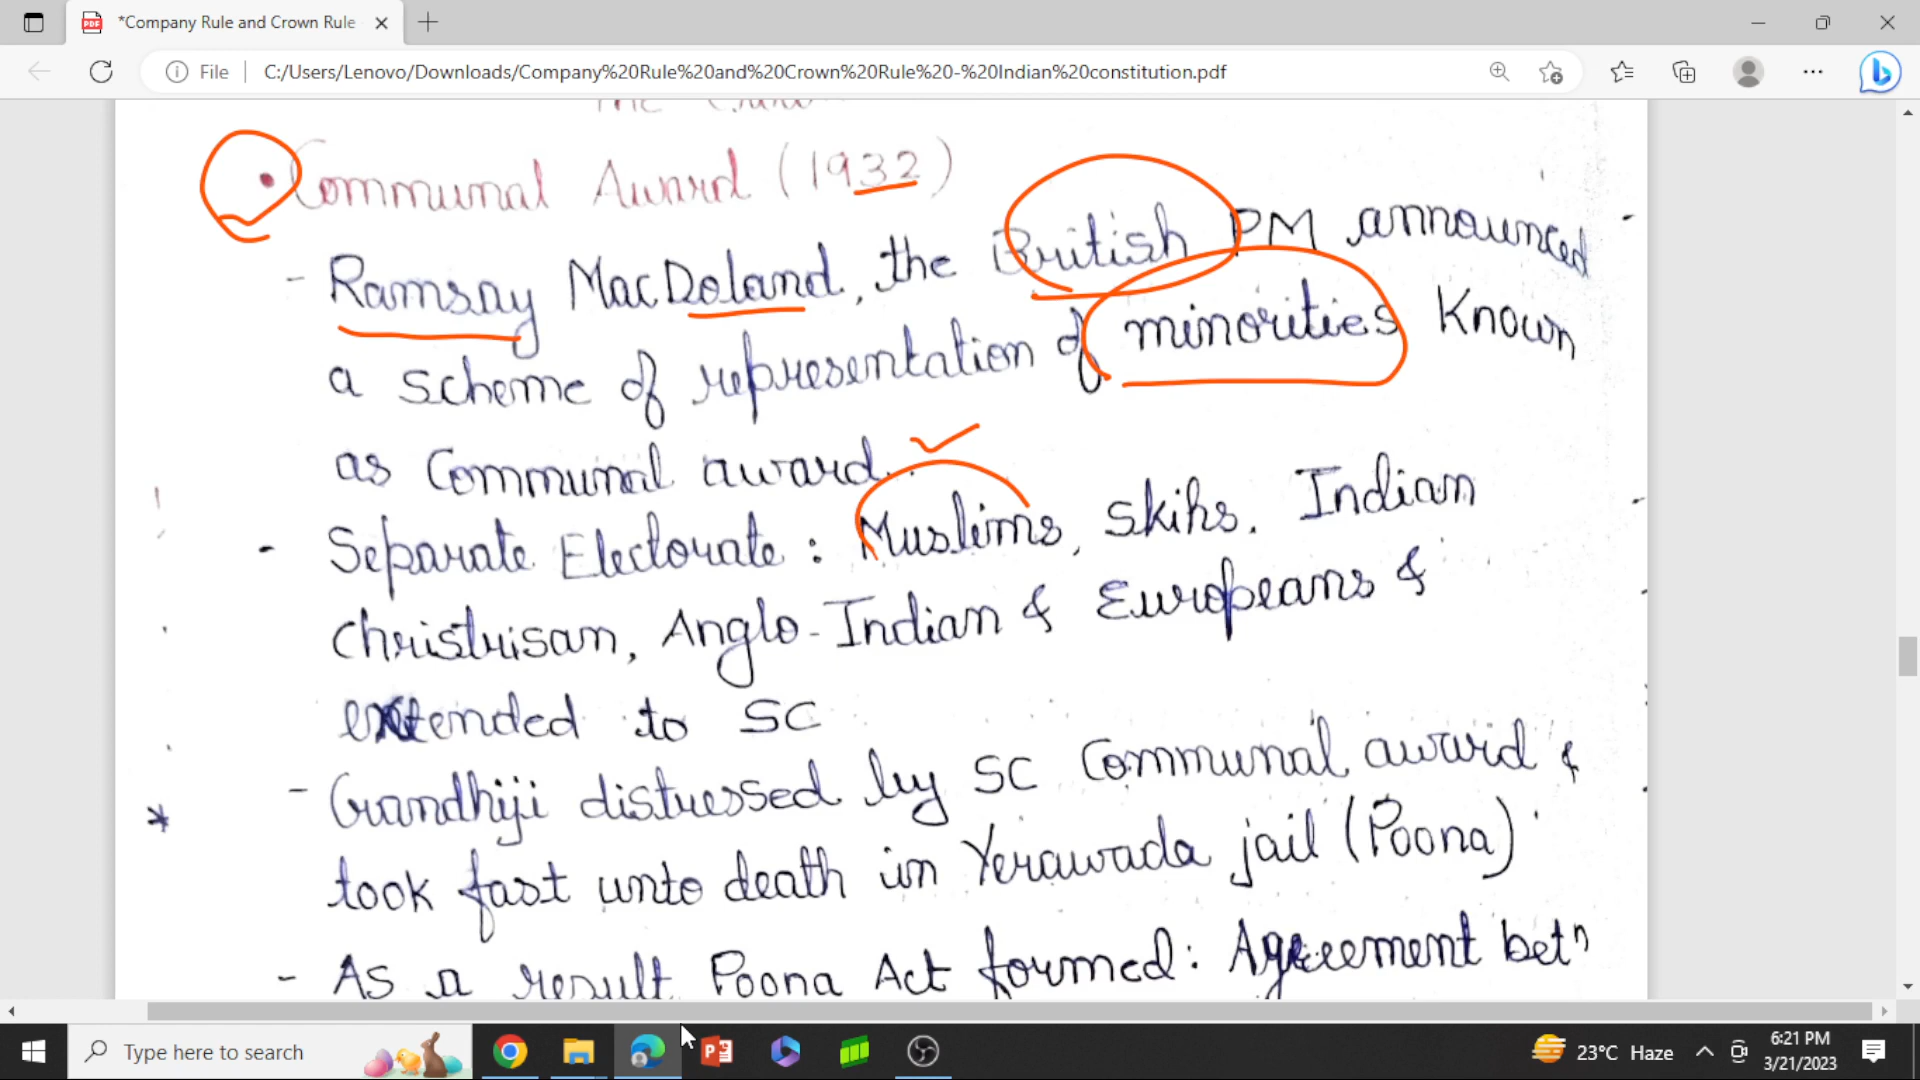 *Company Rule and Crown Rule
File
C:/Users/Lenovo/Downloads/Company%20Rule%20and%20Crown%20Rule%20-%20Indian%20constitution.pdf
• Communal Award (1932)
- Ramsay MacDoland, the British PM announced
a scheme of representation of minorities Known
as Communal award.
- Separate Electorate : Muslims, Skihs, Indian
Christrisan, Anglo-Indian & Europeans &
extended to SC
* - Grandhiji distressed by SC Communal award &
took fast unto death in Yerawada jail (Poona)
- As a result Poona Act formed: Agreement betn
Type here to search
23°C Haze
6:21 PM
3/21/2023